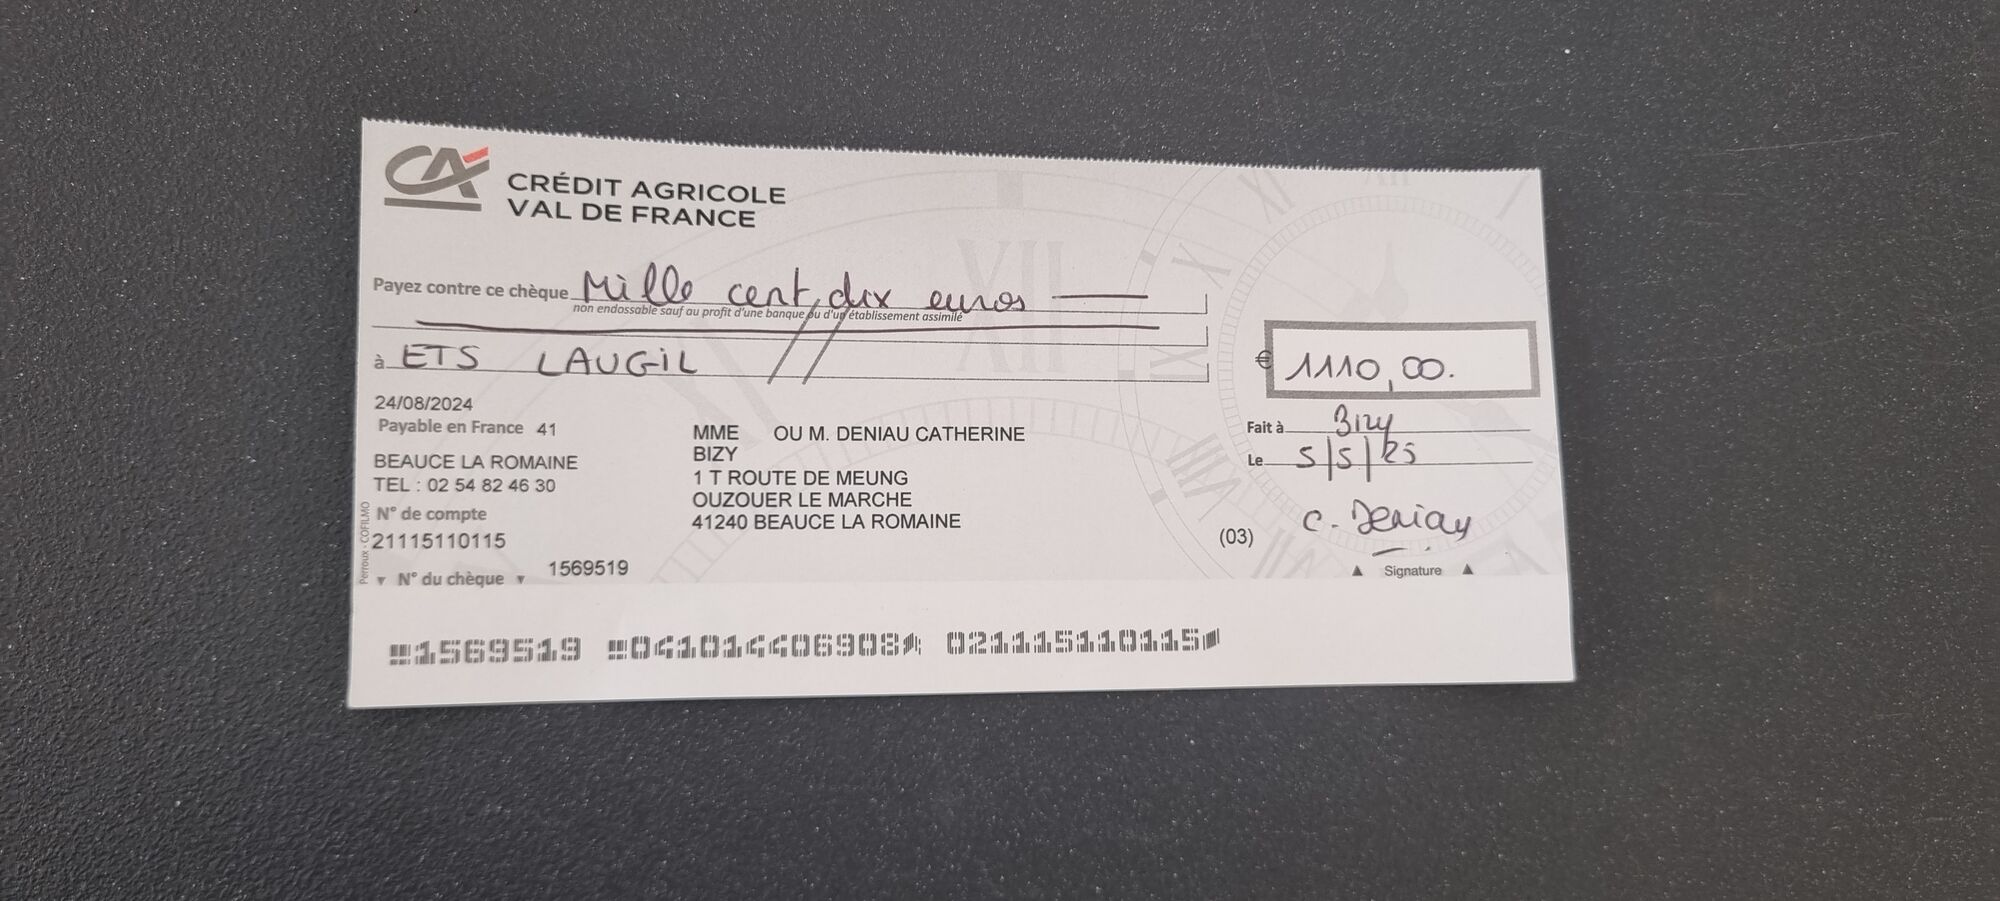 CA
CRÉDIT AGRICOLE
VAL DE FRANCE
Payez contre ce chèque Mille cent dix euros
non endossable sauf au profit d'une banque ou d'un établissement assimilé
à ETS LAUGIL
€ 1110,00.
24/08/2024
Payable en France 41
BEAUCE LA ROMAINE
TEL : 02 54 82 46 30
N° de compte
21115110115
N° du chèque 1569519
Perroux - COFILMO
MME OU M. DENIAU CATHERINE
BIZY
1 T ROUTE DE MEUNG
OUZOUER LE MARCHE
41240 BEAUCE LA ROMAINE
Fait à Bizy
Le 5/5/25
(03)
C. Deniau
Signature
1569519 041014406908 021115110115